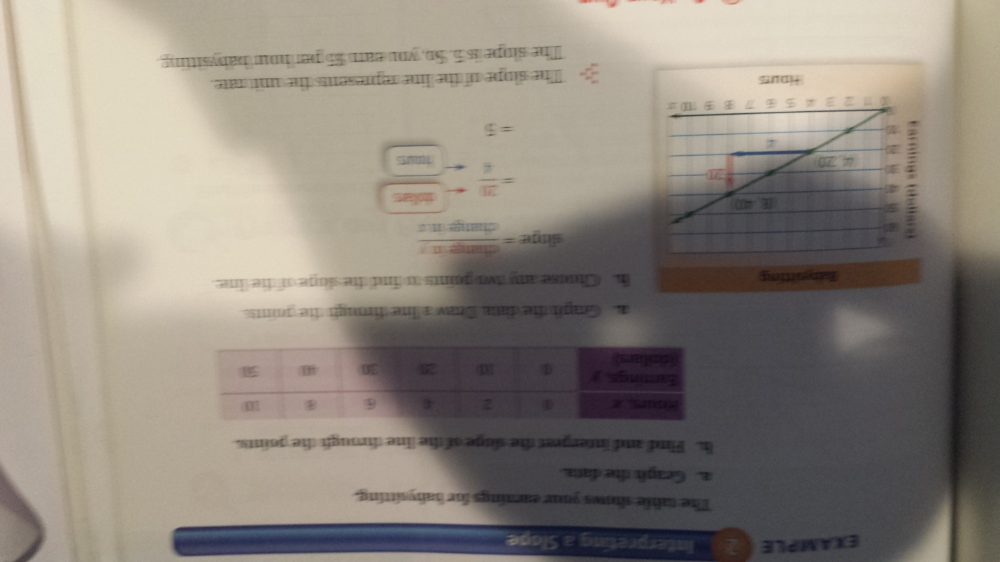 EXAMPLE 2 Interpreting a Slope
The table shows your earnings for babysitting.
a. Graph the data.
b. Find and interpret the slope of the line through the points.
Hours, x 0 2 4 6 8 10
Earnings, y (dollars) 0 10 20 30 40 50
a. Graph the data. Draw a line through the points.
b. Choose any two points to find the slope of the line.
slope = change in y / change in x
= 20 / 4
dollars
hours
= 5
The slope of the line represents the unit rate.
The slope is 5. So, you earn $5 per hour babysitting.
Babysitting
Earnings (dollars)
y
60
50
40
30
20
10
0
(8, 40)
20
(4, 20)
4
0 1 2 3 4 5 6 7 8 9 10 x
Hours
Your Own